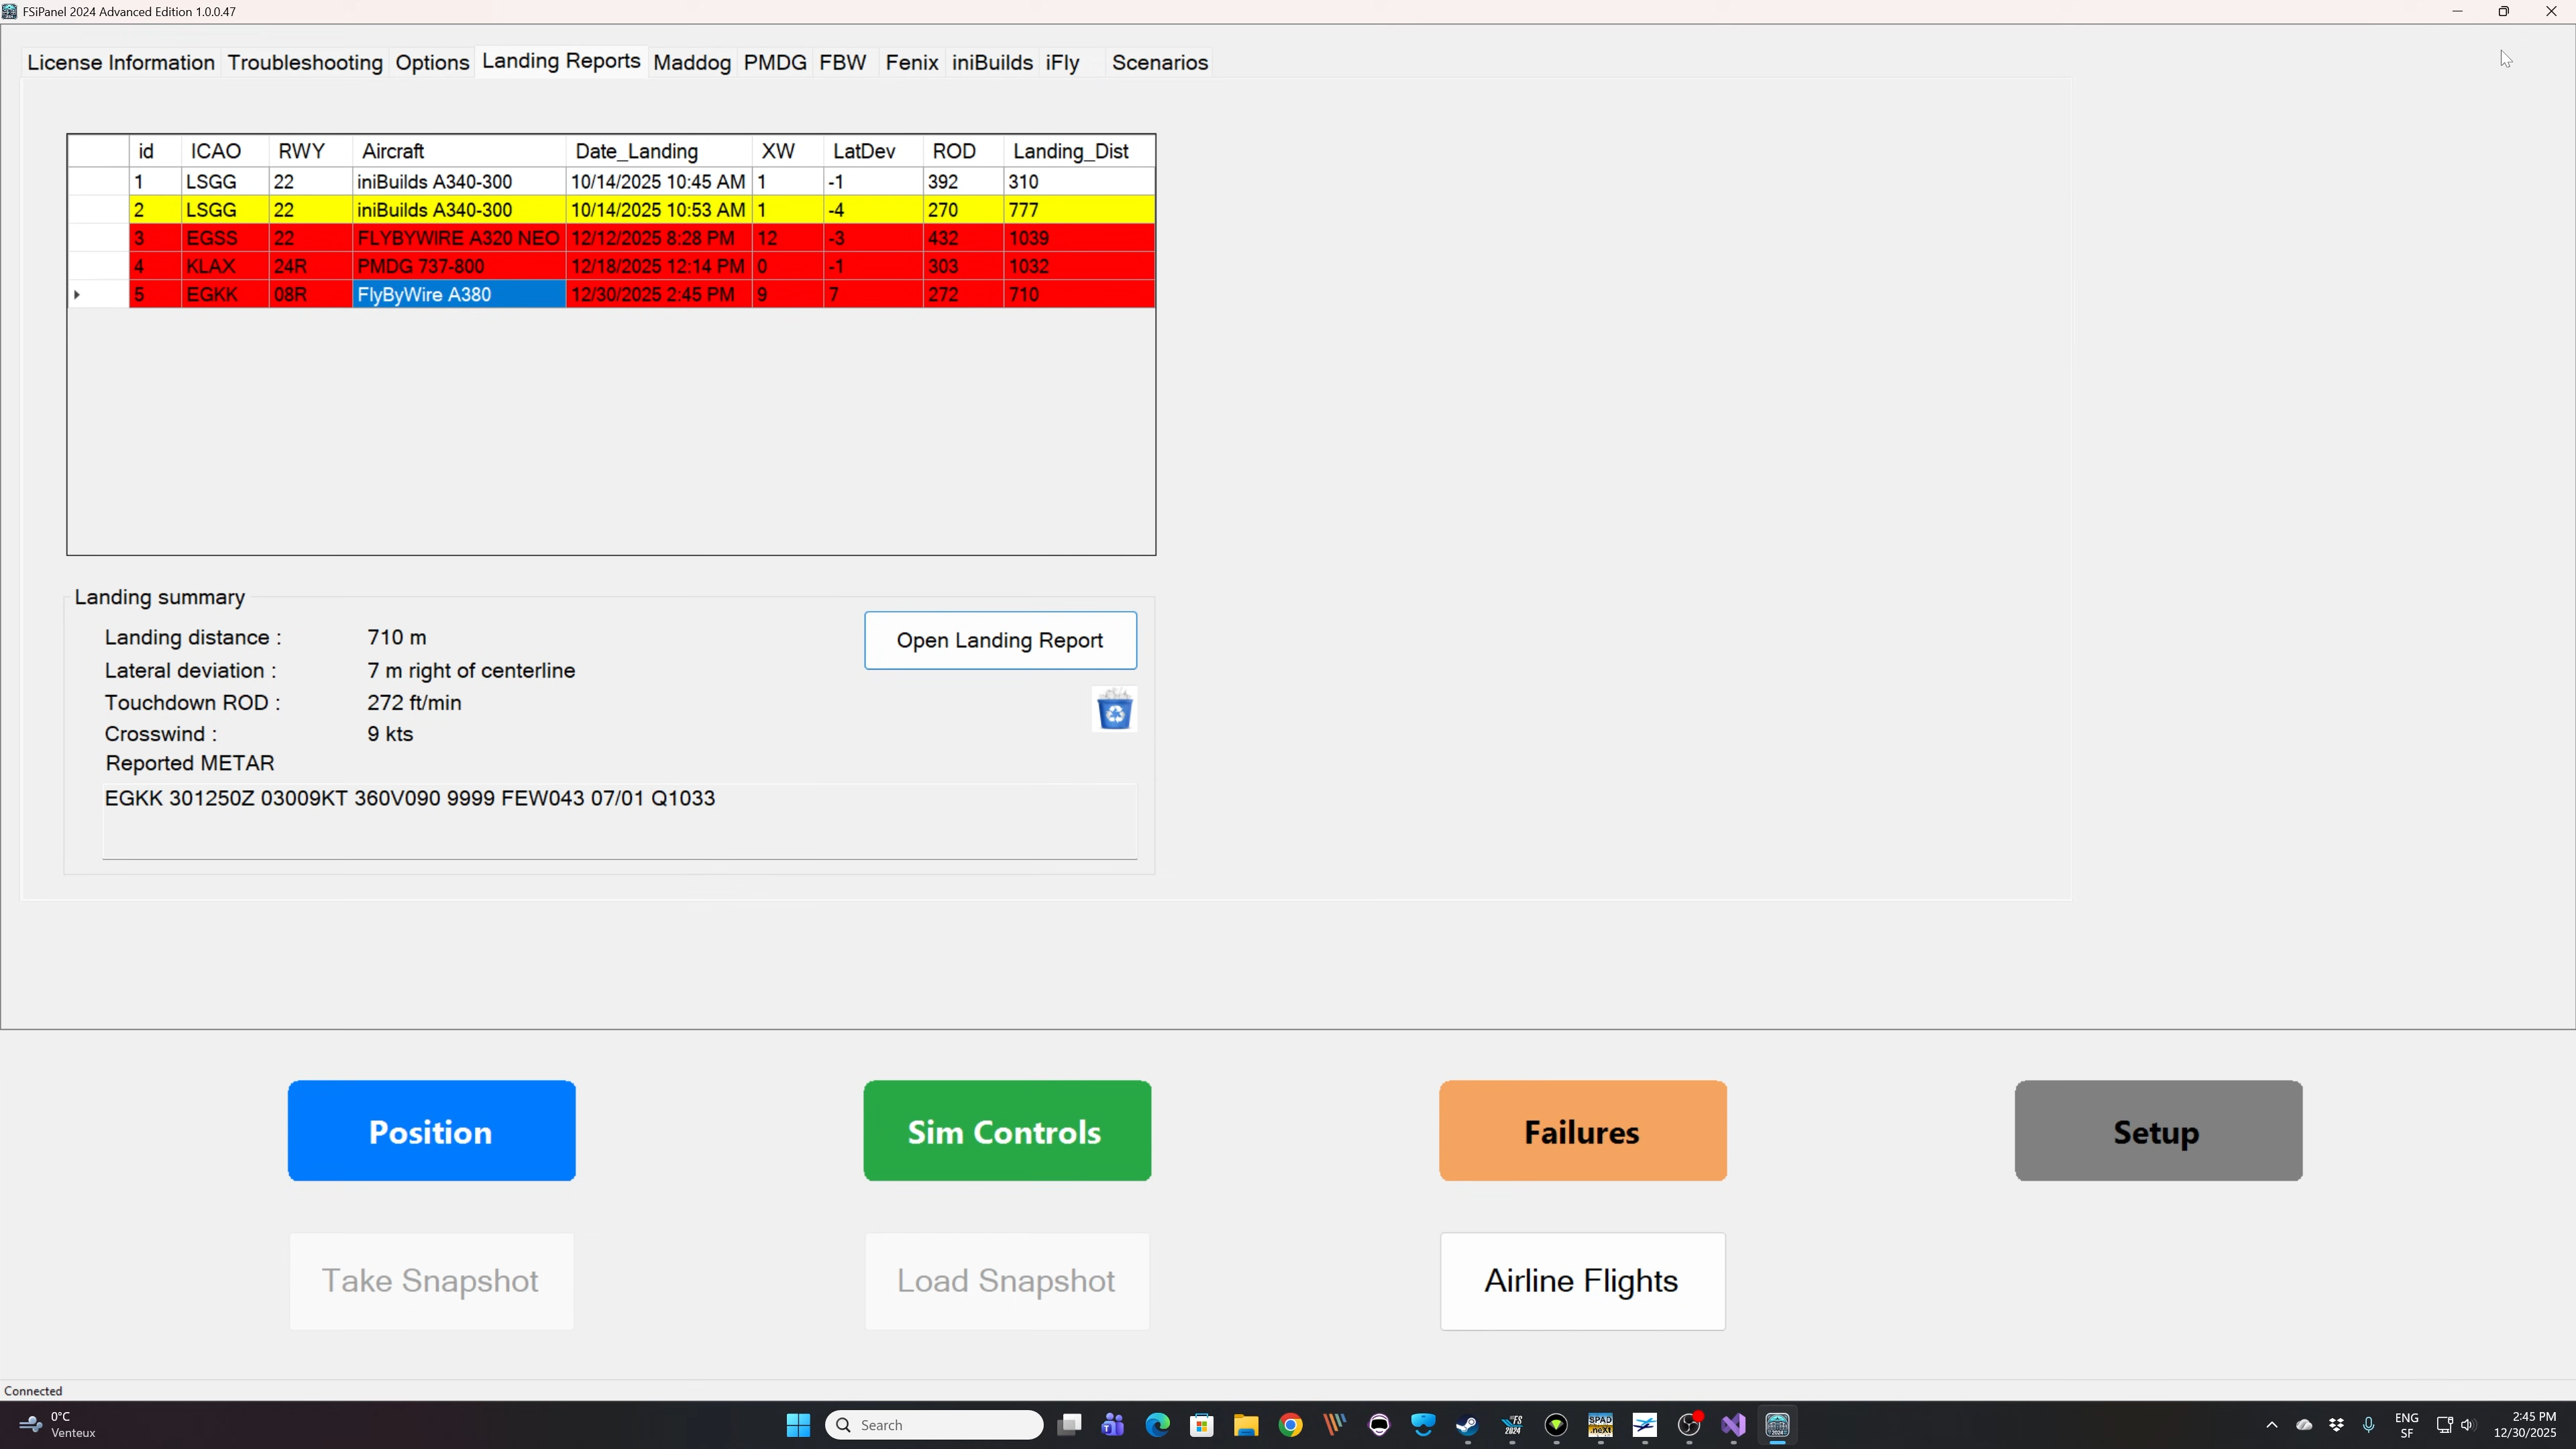 FSiPanel 2024 Advanced Edition 1.0.0.47
License Information Troubleshooting Options Landing Reports Maddog PMDG FBW Fenix iniBuilds iFly Scenarios
id ICAO RWY Aircraft Date_Landing XW LatDev ROD Landing_Dist
1 LSGG 22 iniBuilds A340-300 10/14/2025 10:45 AM 1 -1 392 310
2 LSGG 22 iniBuilds A340-300 10/14/2025 10:53 AM 1 -4 270 777
3 EGSS 22 FLYBYWIRE A320 NEO 12/12/2025 8:28 PM 12 -3 432 1039
4 KLAX 24R PMDG 737-800 12/18/2025 12:14 PM 0 -1 303 1032
5 EGKK 08R FlyByWire A380 12/30/2025 2:45 PM 9 7 272 710
Landing summary
Landing distance : 710 m
Open Landing Report
Lateral deviation : 7 m right of centerline
Touchdown ROD : 272 ft/min
Crosswind : 9 kts
Reported METAR
EGKK 301250Z 03009KT 360V090 9999 FEW043 07/01 Q1033
Position Sim Controls Failures Setup
Take Snapshot Load Snapshot Airline Flights
Connected
0°C
Venteux
Search
FS
2024
SPAD
.neXt
ENG
SF
2:45 PM
12/30/2025